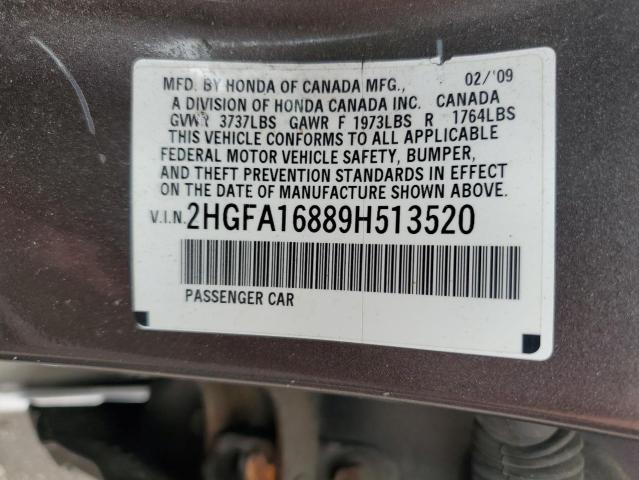 MFD. BY HONDA OF CANADA MFG., 02/'09
A DIVISION OF HONDA CANADA INC. CANADA
GVWR 3737LBS GAWR F 1973LBS R 1764LBS
THIS VEHICLE CONFORMS TO ALL APPLICABLE
FEDERAL MOTOR VEHICLE SAFETY, BUMPER,
AND THEFT PREVENTION STANDARDS IN EFFECT
ON THE DATE OF MANUFACTURE SHOWN ABOVE.
V.I.N. 2HGFA16889H513520
PASSENGER CAR